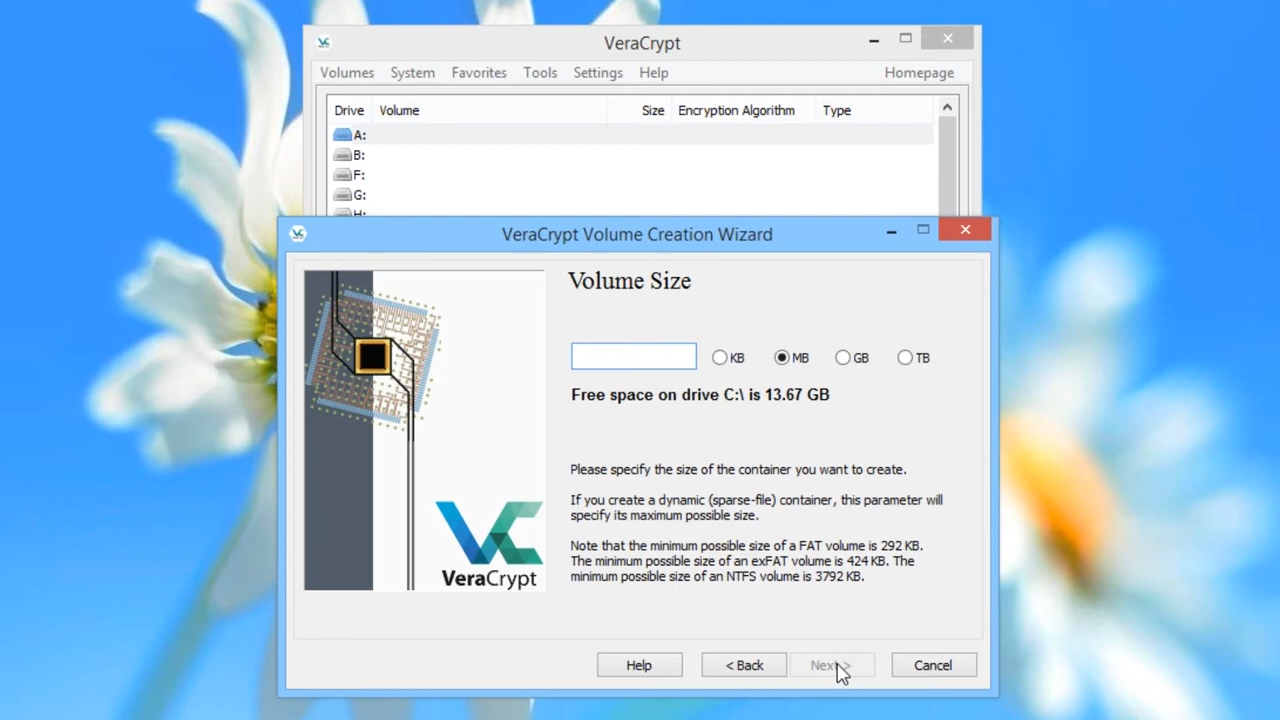 VeraCrypt
Volumes System Favorites Tools Settings Help Homepage
Drive Volume Size Encryption Algorithm Type
A:
B:
F:
G:
H:
VeraCrypt Volume Creation Wizard
Volume Size
KB MB GB TB
Free space on drive C:\ is 13.67 GB
Please specify the size of the container you want to create.
If you create a dynamic (sparse-file) container, this parameter will
specify its maximum possible size.
Note that the minimum possible size of a FAT volume is 292 KB.
The minimum possible size of an exFAT volume is 424 KB. The
minimum possible size of an NTFS volume is 3792 KB.
VeraCrypt
Help < Back Next > Cancel